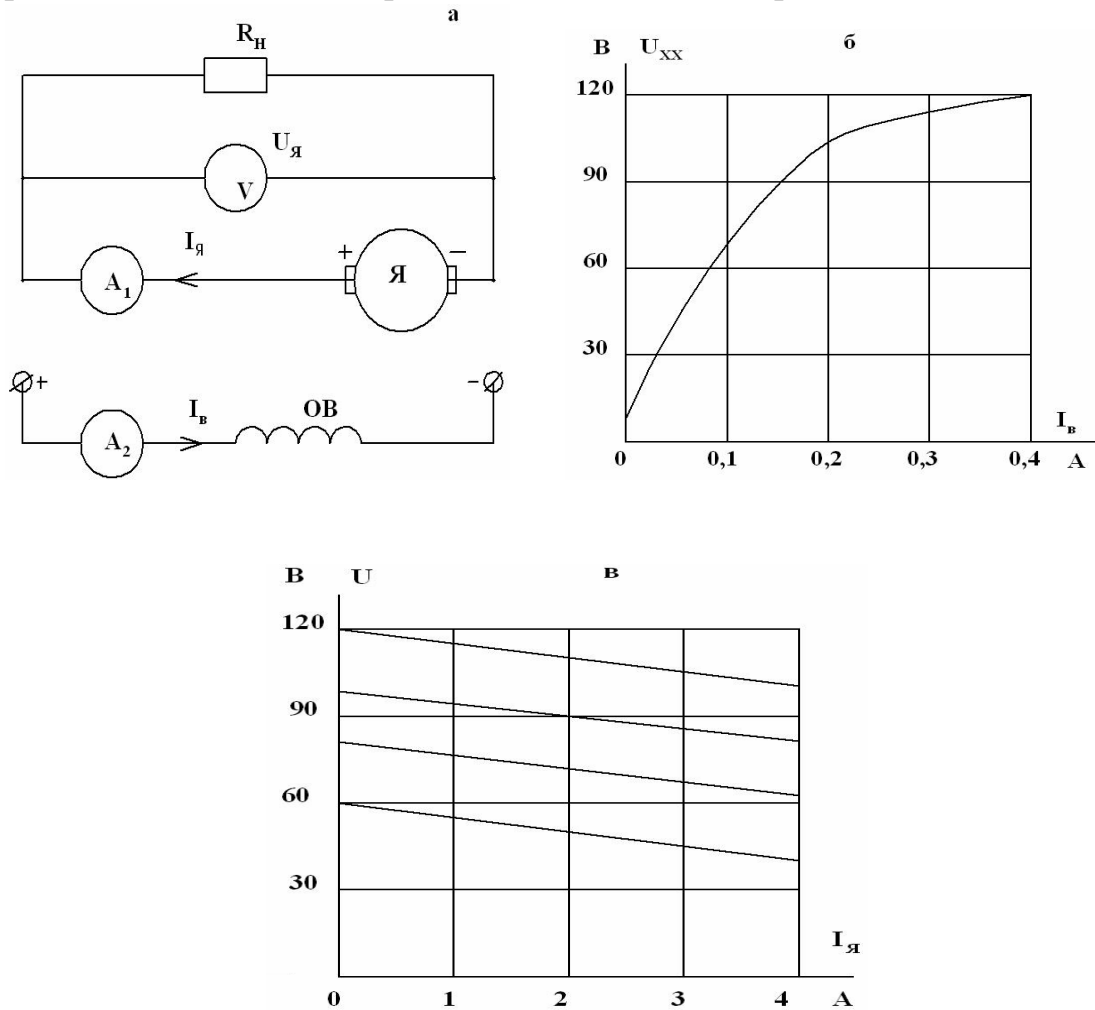 а
Rн
Uя
V
Iя
+
−
A1
Я
+
−
Iв
ОВ
A2
б
В Uхх
120
90
60
30
Iв
0 0,1 0,2 0,3 0,4 А
в
В U
120
90
60
30
Iя
0 1 2 3 4 А